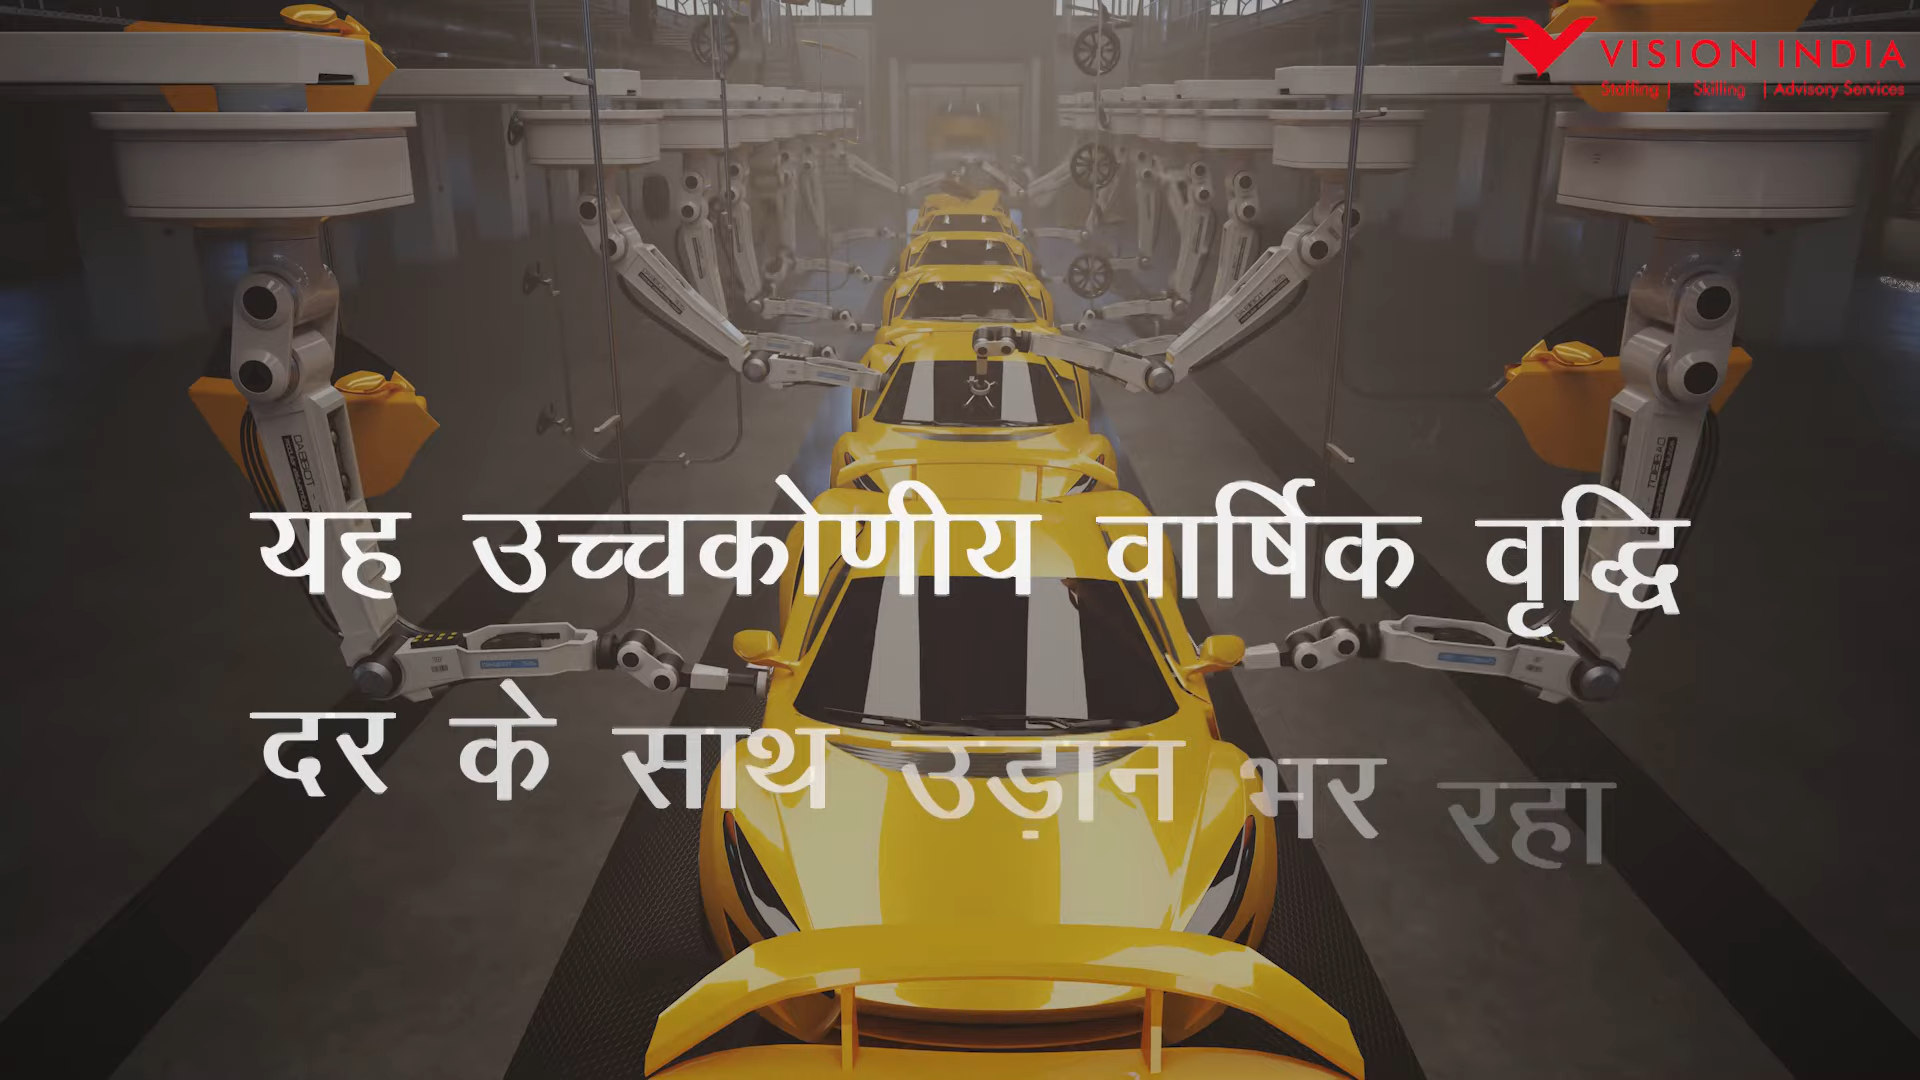 VISION INDIA
Staffing | Skilling | Advisory Services
यह उच्चकोणीय वार्षिक वृद्धि
दर के साथ उड़ान भर रहा